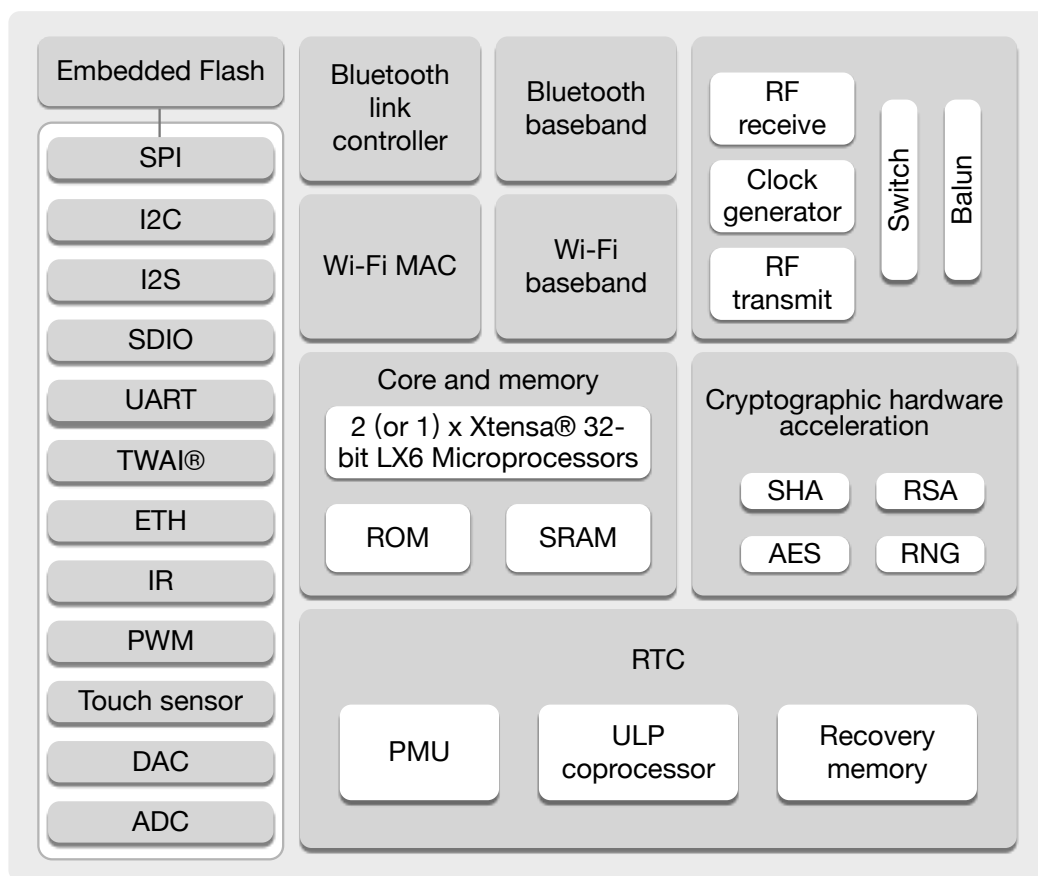 Embedded Flash
SPI
I2C
I2S
SDIO
UART
TWAI®
ETH
IR
PWM
Touch sensor
DAC
ADC
Bluetooth
link
controller
Bluetooth
baseband
Wi-Fi MAC
Wi-Fi
baseband
RF
receive
Clock
generator
RF
transmit
Switch
Balun
Core and memory
2 (or 1) x Xtensa® 32-
bit LX6 Microprocessors
ROM
SRAM
Cryptographic hardware
acceleration
SHA
RSA
AES
RNG
RTC
PMU
ULP
coprocessor
Recovery
memory